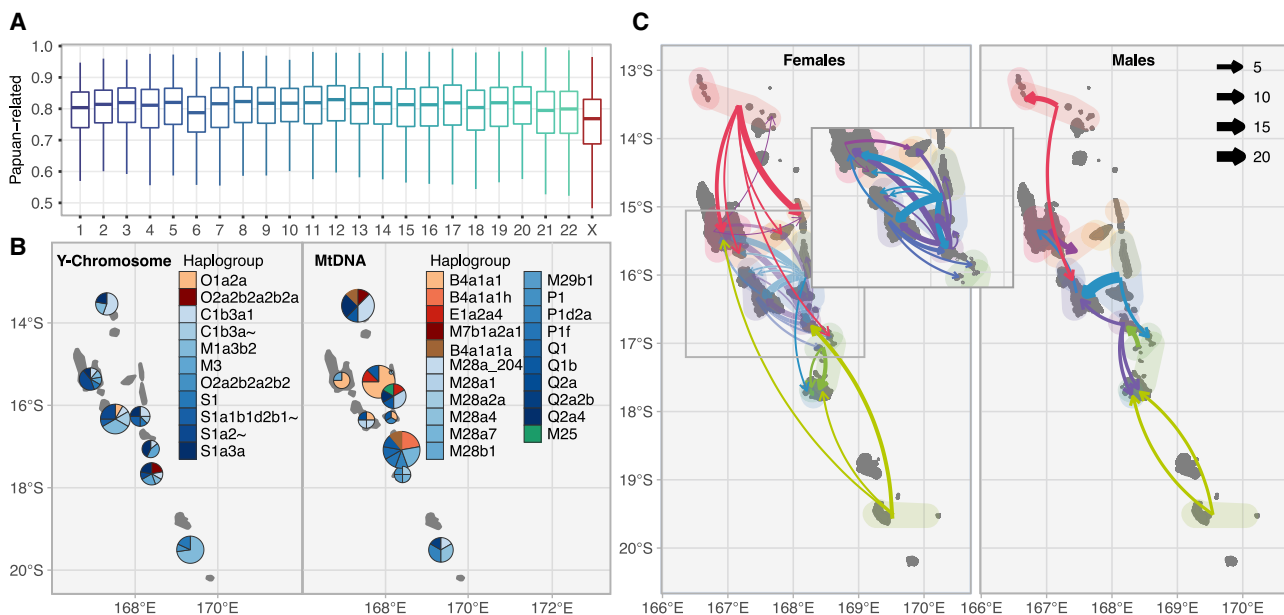 A
Papuan-related
1.0
0.9
0.8
0.7
0.6
0.5
1 2 3 4 5 6 7 8 9 10 11 12 13 14 15 16 17 18 19 20 21 22 X
B
Y-Chromosome
Haplogroup
O1a2a
O2a2b2a2b2a
C1b3a1
C1b3a~
M1a3b2
M3
O2a2b2a2b2
S1
S1a1b1d2b1~
S1a2~
S1a3a
MtDNA
Haplogroup
B4a1a1
B4a1a1h
E1a2a4
M7b1a2a1
B4a1a1a
M28a_204
M28a1
M28a2a
M28a4
M28a7
M28b1
M29b1
P1
P1d2a
P1f
Q1
Q1b
Q2a
Q2a2b
Q2a4
M25
14°S
16°S
18°S
20°S
168°E 170°E 168°E 170°E 172°E
C
Females
Males
5
10
15
20
13°S
14°S
15°S
16°S
17°S
18°S
19°S
20°S
166°E 167°E 168°E 169°E 170°E 166°E 167°E 168°E 169°E 170°E